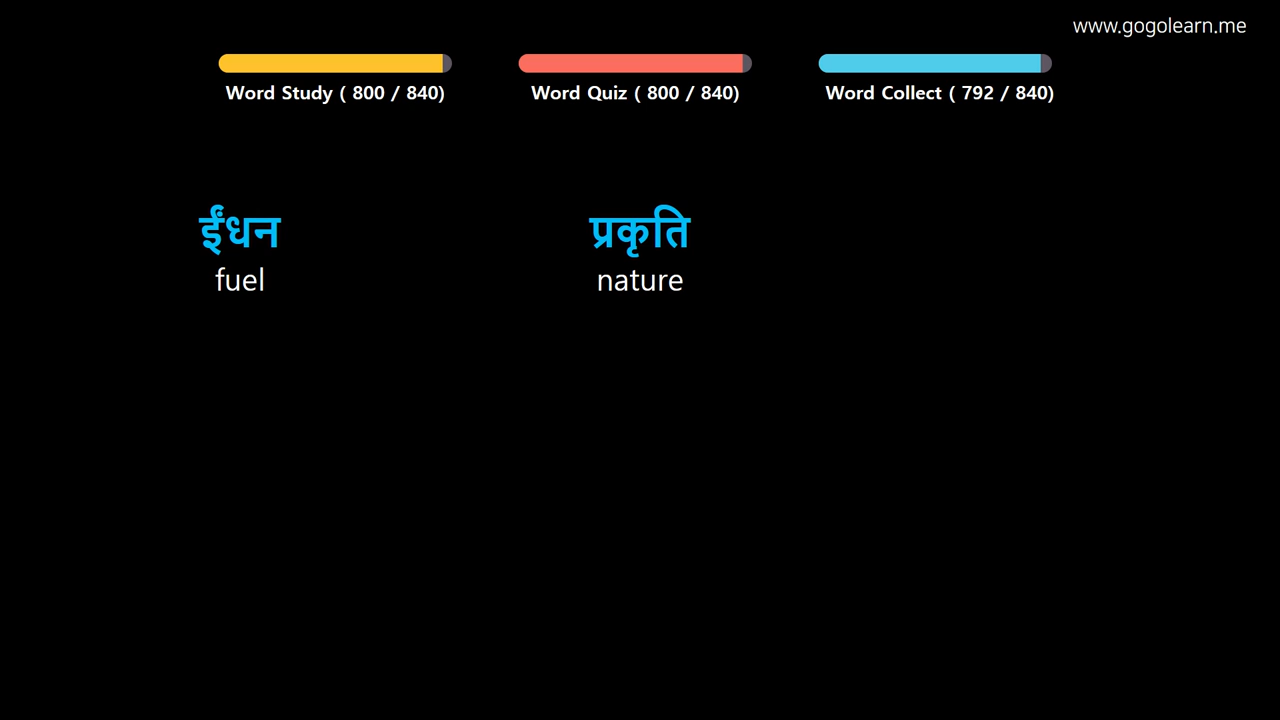 www.gogolearn.me
Word Study ( 800 / 840)
Word Quiz ( 800 / 840)
Word Collect ( 792 / 840)
ईंधन
fuel
प्रकृति
nature